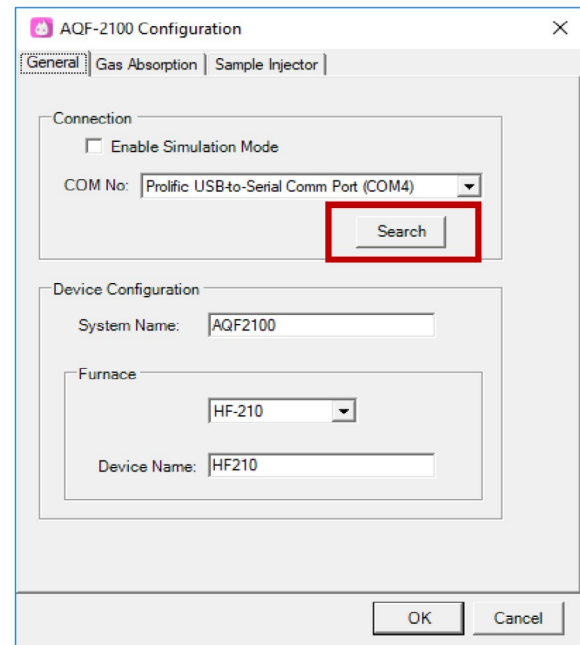 AQF-2100 Configuration
General Gas Absorption Sample Injector
Connection
Enable Simulation Mode
COM No: Prolific USB-to-Serial Comm Port (COM4)
Search
Device Configuration
System Name: AQF2100
Furnace
HF-210
Device Name: HF210
OK Cancel